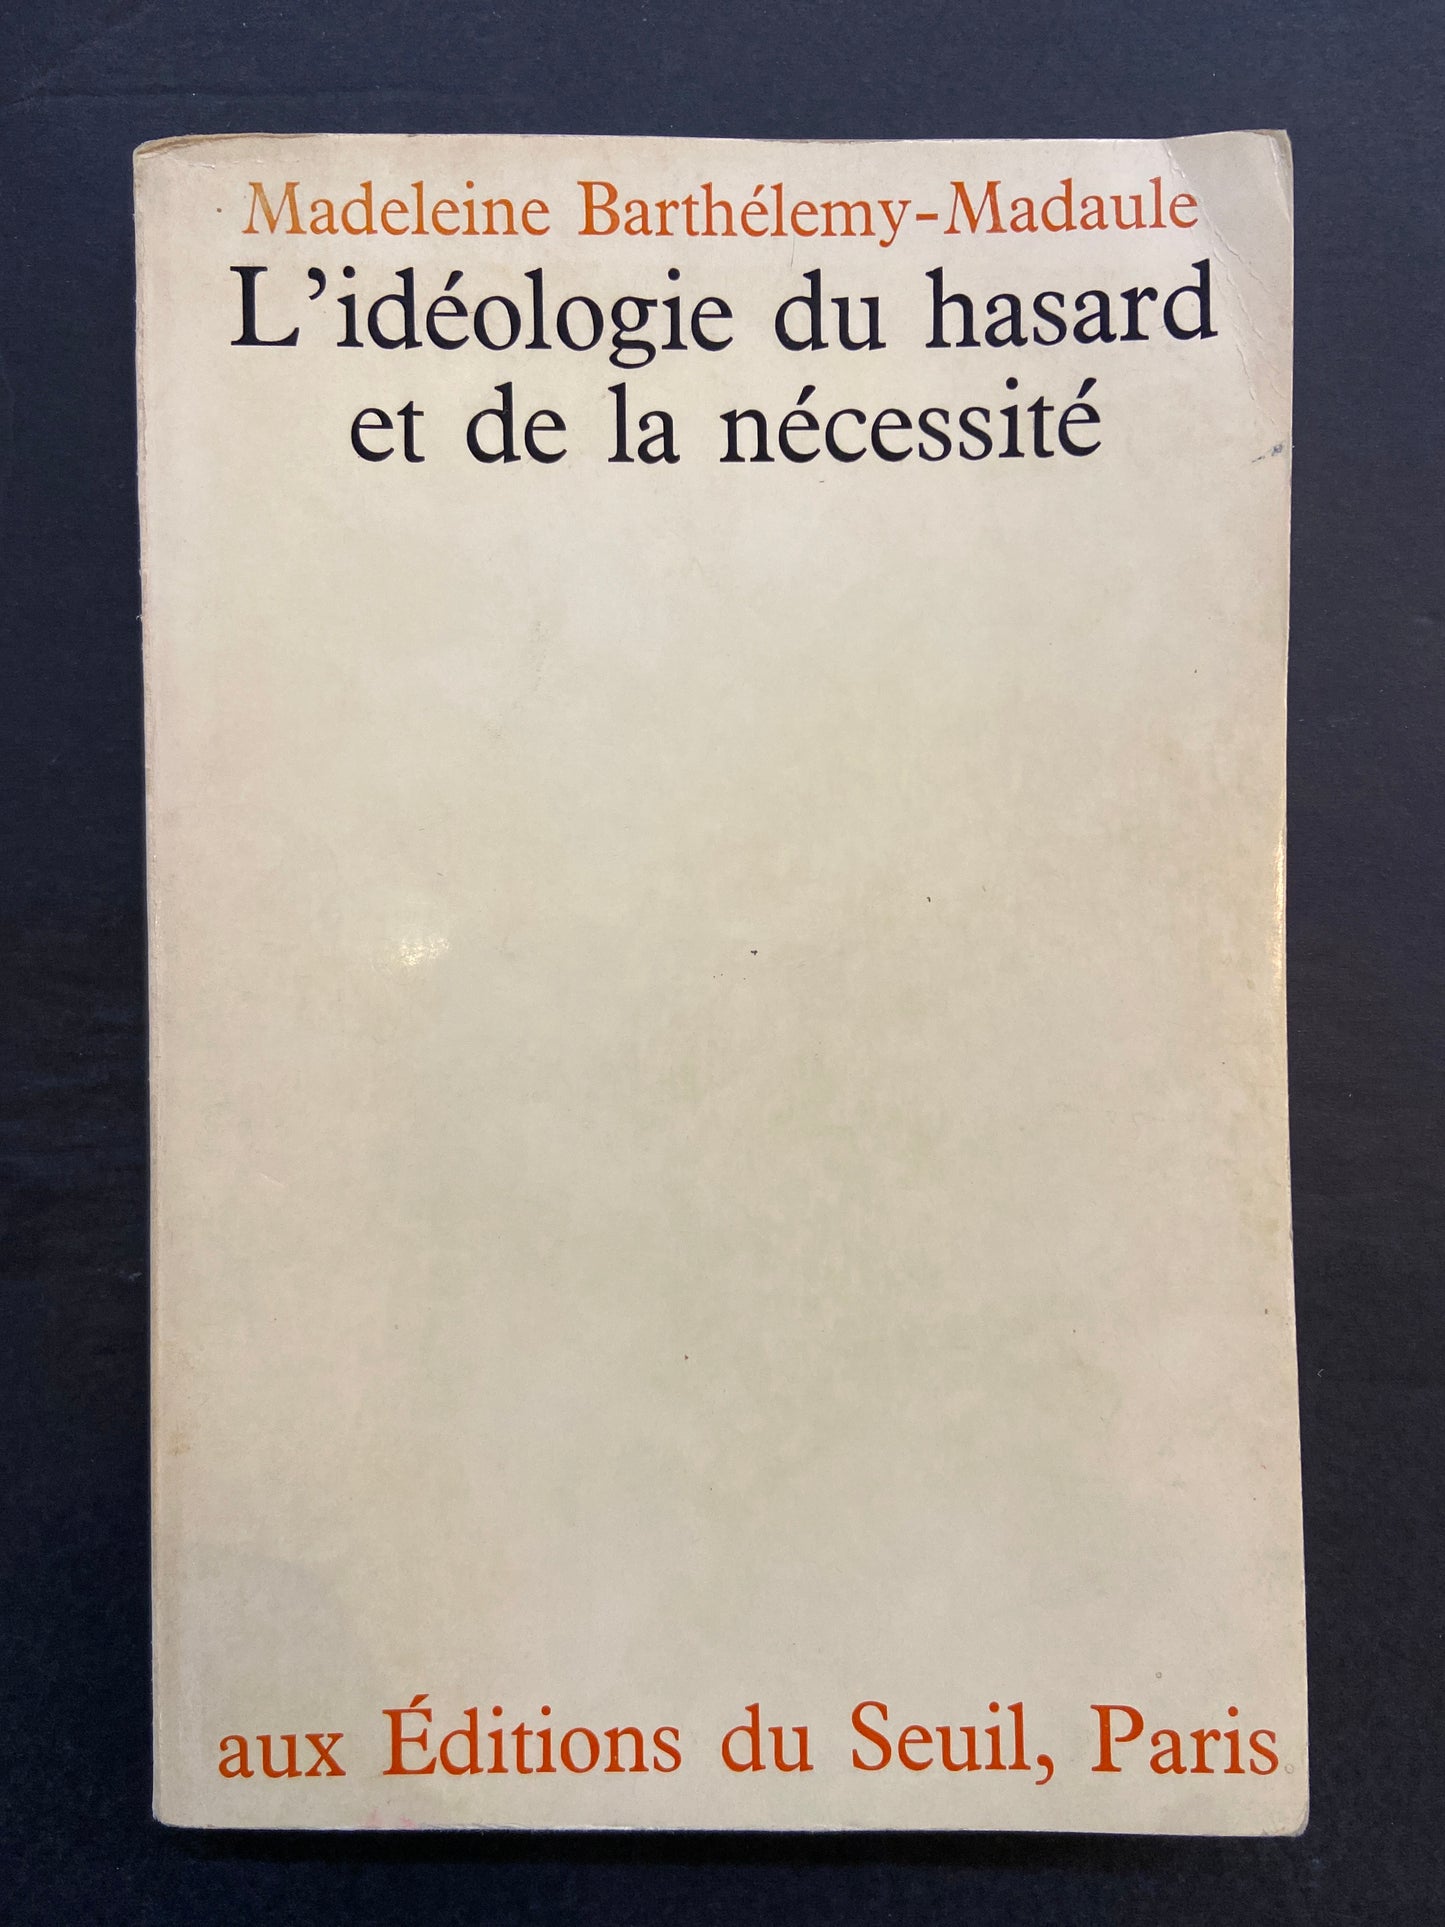 Madeleine Barthélemy-Madaule
L'idéologie du hasard
et de la nécessité
aux Éditions du Seuil, Paris